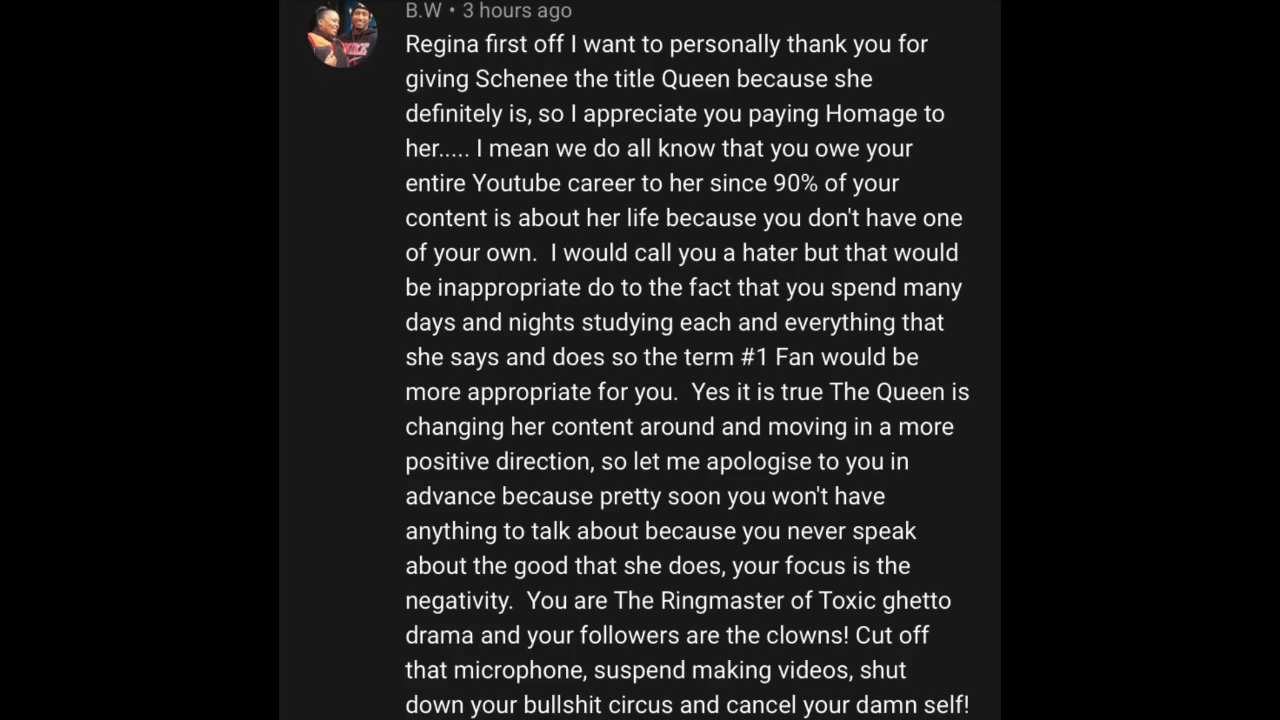 B.W • 3 hours ago
Regina first off I want to personally thank you for
giving Schenee the title Queen because she
definitely is, so I appreciate you paying Homage to
her..... I mean we do all know that you owe your
entire Youtube career to her since 90% of your
content is about her life because you don't have one
of your own.  I would call you a hater but that would
be inappropriate do to the fact that you spend many
days and nights studying each and everything that
she says and does so the term #1 Fan would be
more appropriate for you.  Yes it is true The Queen is
changing her content around and moving in a more
positive direction, so let me apologise to you in
advance because pretty soon you won't have
anything to talk about because you never speak
about the good that she does, your focus is the
negativity.  You are The Ringmaster of Toxic ghetto
drama and your followers are the clowns! Cut off
that microphone, suspend making videos, shut
down your bullshit circus and cancel your damn self!